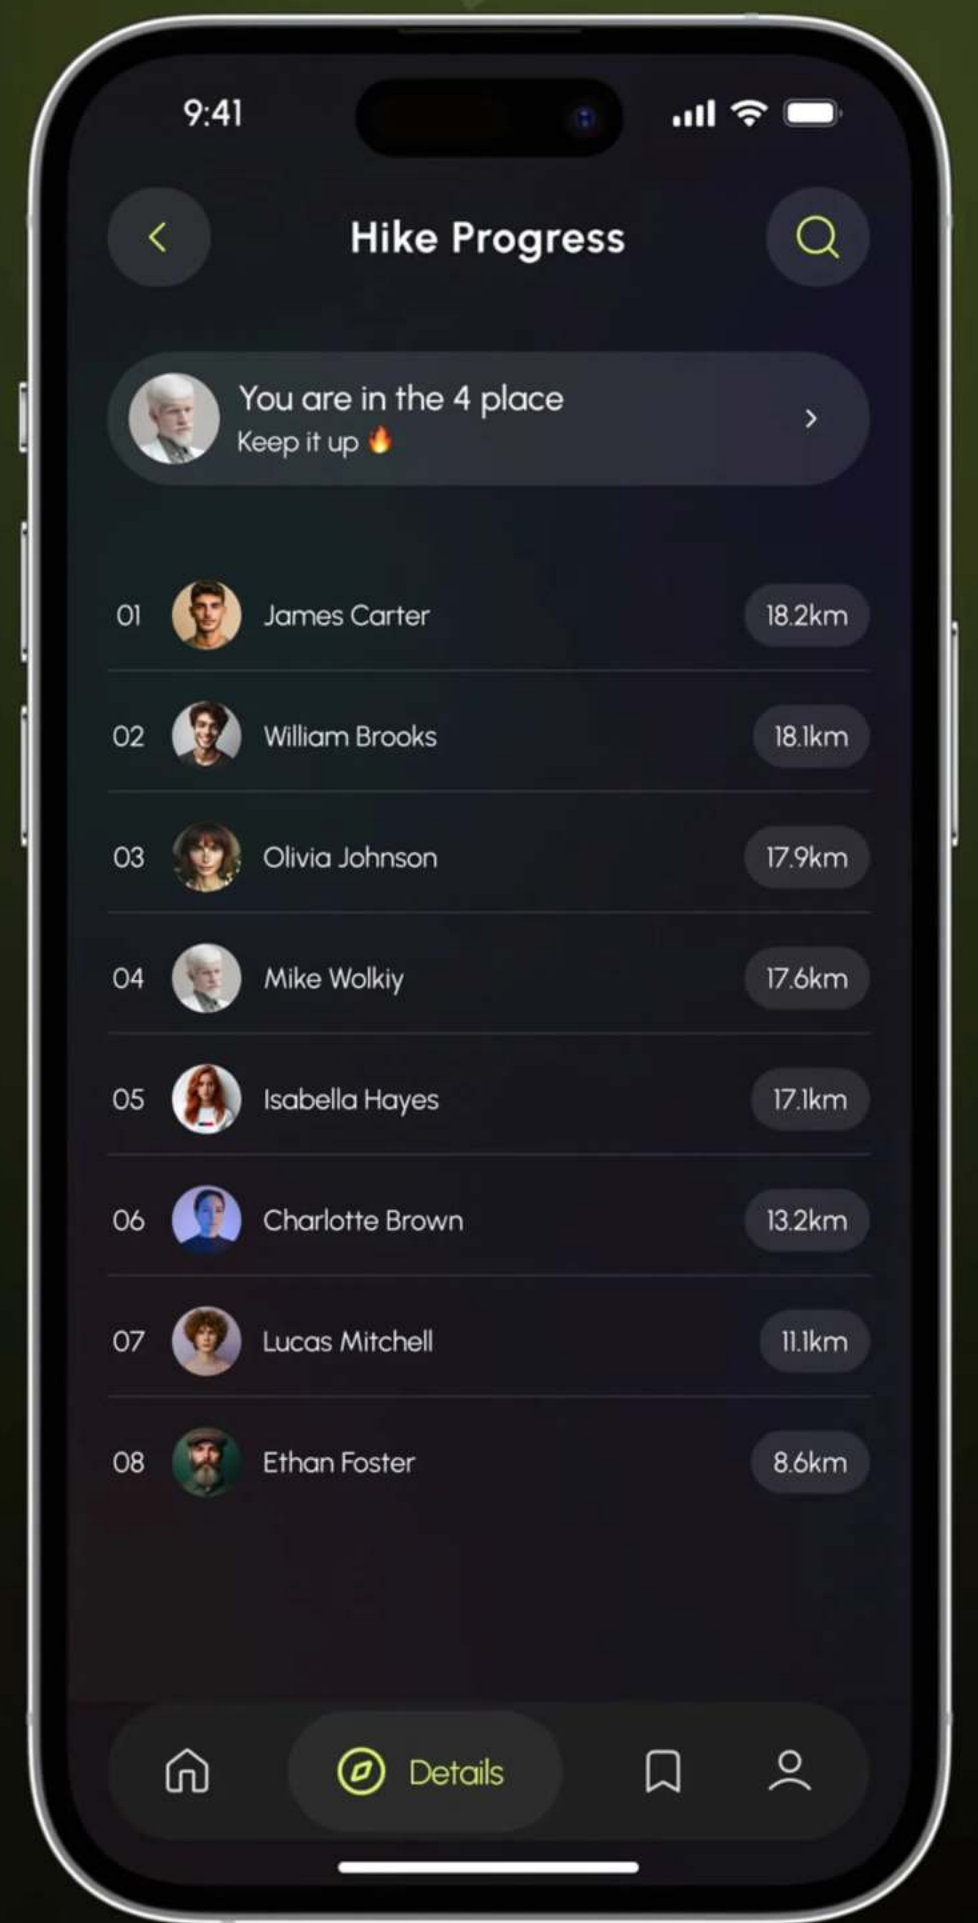 9:41
Hike Progress
You are in the 4 place
Keep it up 🔥
01 James Carter 18.2km
02 William Brooks 18.1km
03 Olivia Johnson 17.9km
04 Mike Wolkiy 17.6km
05 Isabella Hayes 17.1km
06 Charlotte Brown 13.2km
07 Lucas Mitchell 11.1km
08 Ethan Foster 8.6km
Details